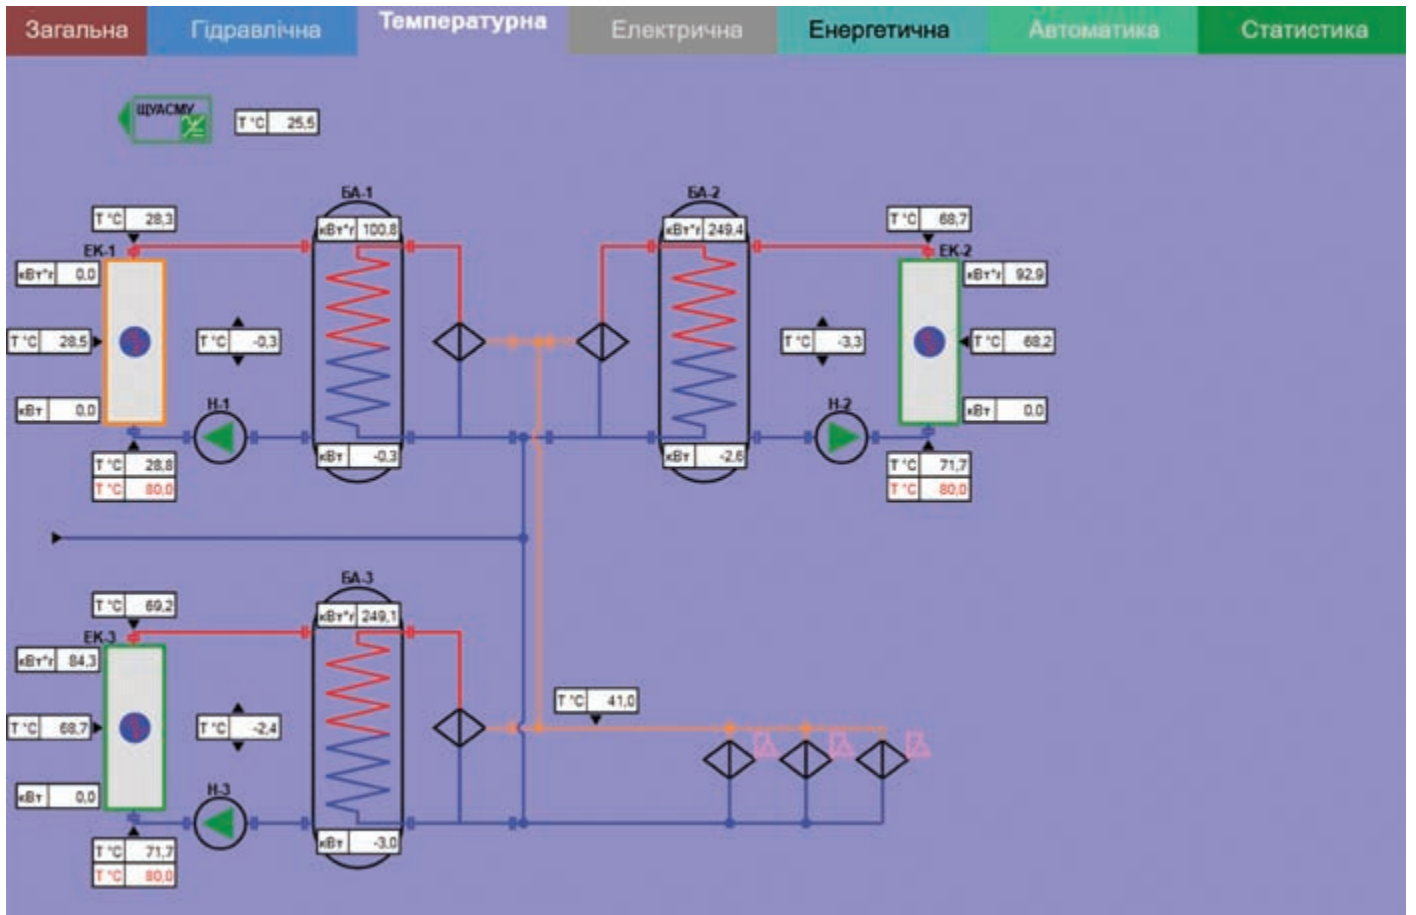 Загальна
Гідравлічна
Температурна
Електрична
Енергетична
Автоматика
Статистика
ЩУАСМУ
T °C 25,5
БА-1
БА-2
T °C 28,3
кВт*г 100,8
кВт*г 249,4
T °C 68,7
ЕК-1
ЕК-2
кВт*г 0,0
кВт*г 92,9
T °C 28,5
T °C -0,3
T °C -3,3
T °C 68,2
кВт 0,0
Н-1
Н-2
кВт 0,0
T °C 28,8
кВт -0,3
кВт -2,6
T °C 71,7
T °C 80,0
T °C 80,0
БА-3
T °C 69,2
кВт*г 249,1
ЕК-3
кВт*г 84,3
T °C 41,0
T °C 68,7
T °C -2,4
кВт 0,0
Н-3
T °C 71,7
кВт -3,0
T °C 80,0